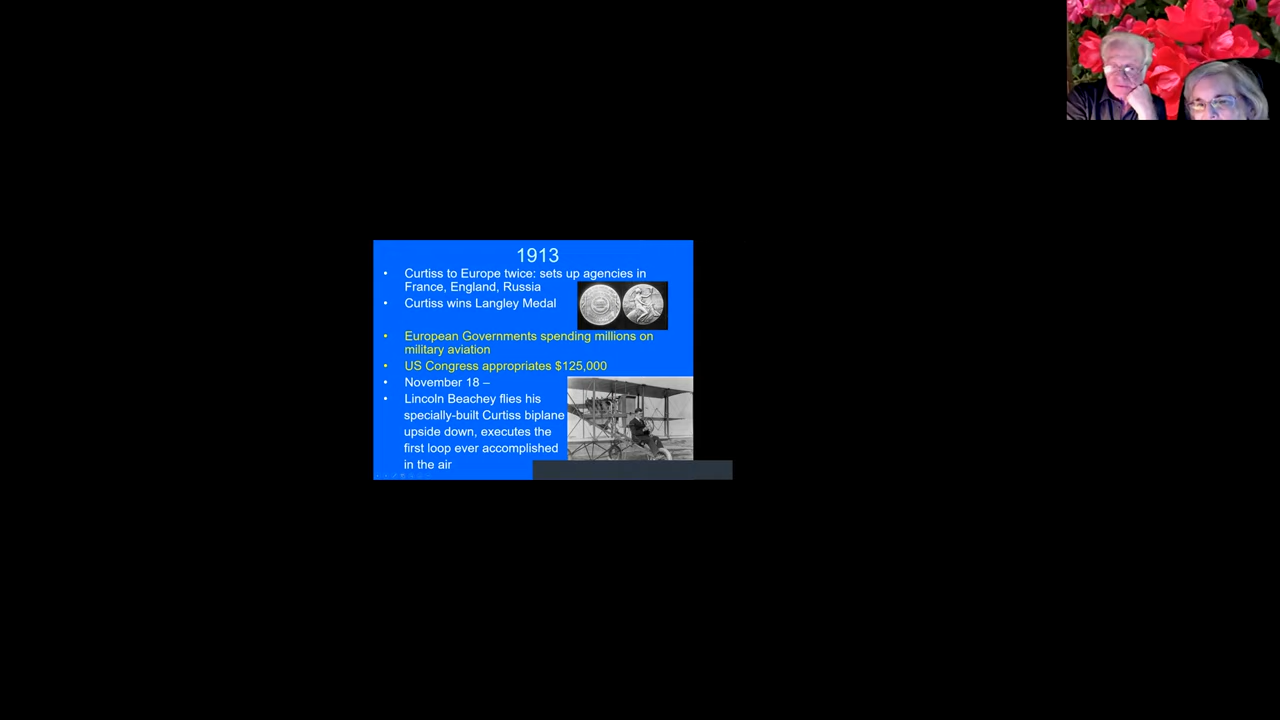 1913
• Curtiss to Europe twice: sets up agencies in
France, England, Russia
• Curtiss wins Langley Medal
• European Governments spending millions on
military aviation
• US Congress appropriates $125,000
• November 18 –
• Lincoln Beachey flies his
specially-built Curtiss biplane
upside down, executes the
first loop ever accomplished
in the air